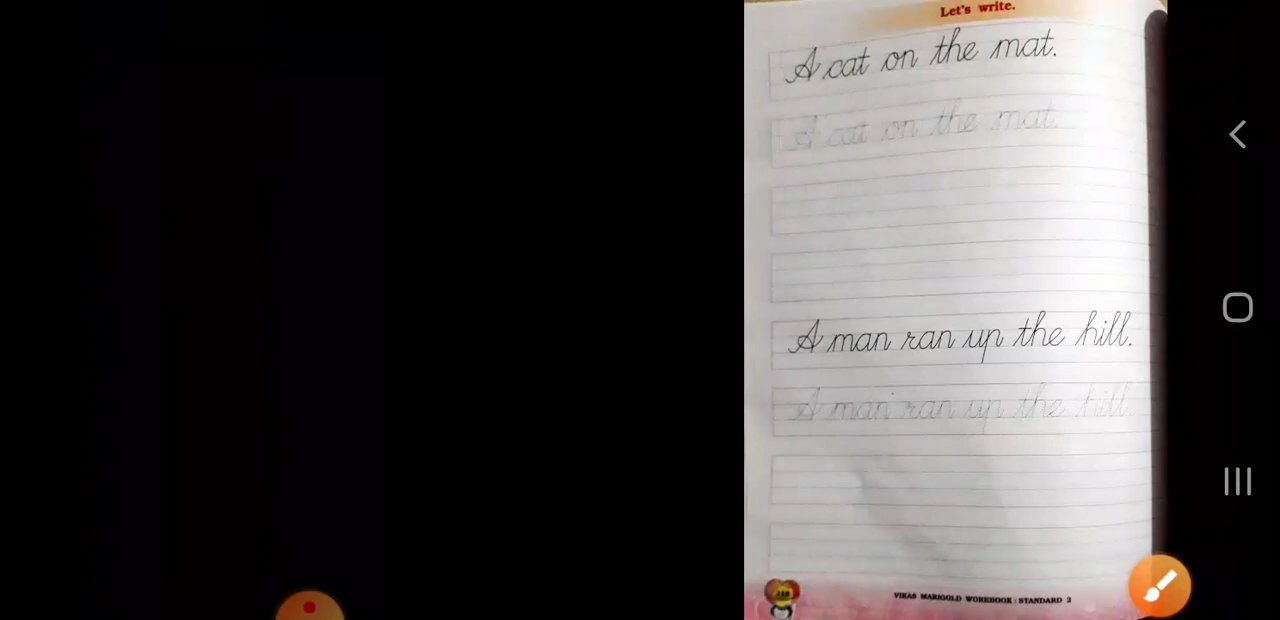 Let's write.
A cat on the mat.
A cat on the mat.
A man ran up the hill.
A man ran up the hill.
VIKAS MARIGOLD WORKBOOK : STANDARD 2